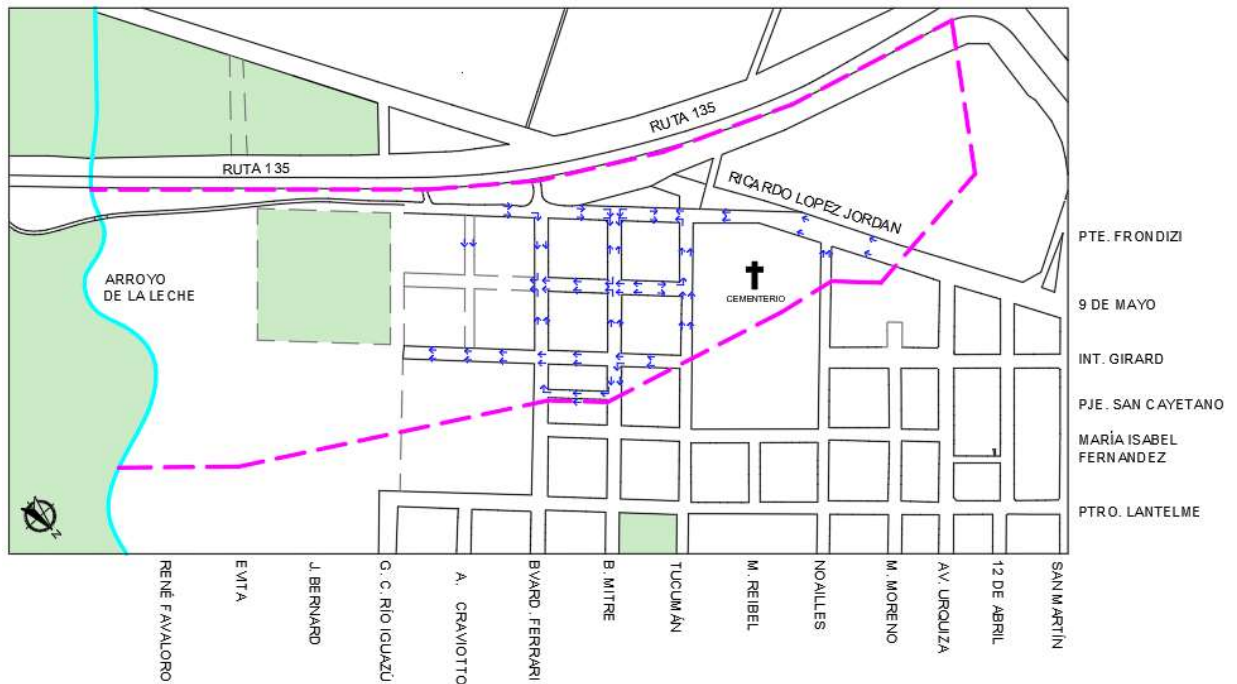 RUTA 135
RUTA 135
RICARDO LOPEZ JORDAN
PTE. FRONDIZI
ARROYO
DE LA LECHE
CEMENTERIO
9 DE MAYO
INT. GIRARD
PJE. SAN CAYETANO
MARÍA ISABEL
FERNANDEZ
PTRO. LANTELME
N
RENÉ FAVALORO
EVITA
J. BERNARD
G. C. RÍO IGUAZÚ
A. CRAVIOTTO
BVARD. FERRARI
B. MITRE
TUCUMÁN
M. REIBEL
NOAILLES
M. MORENO
AV. URQUIZA
12 DE ABRIL
SAN MARTÍN